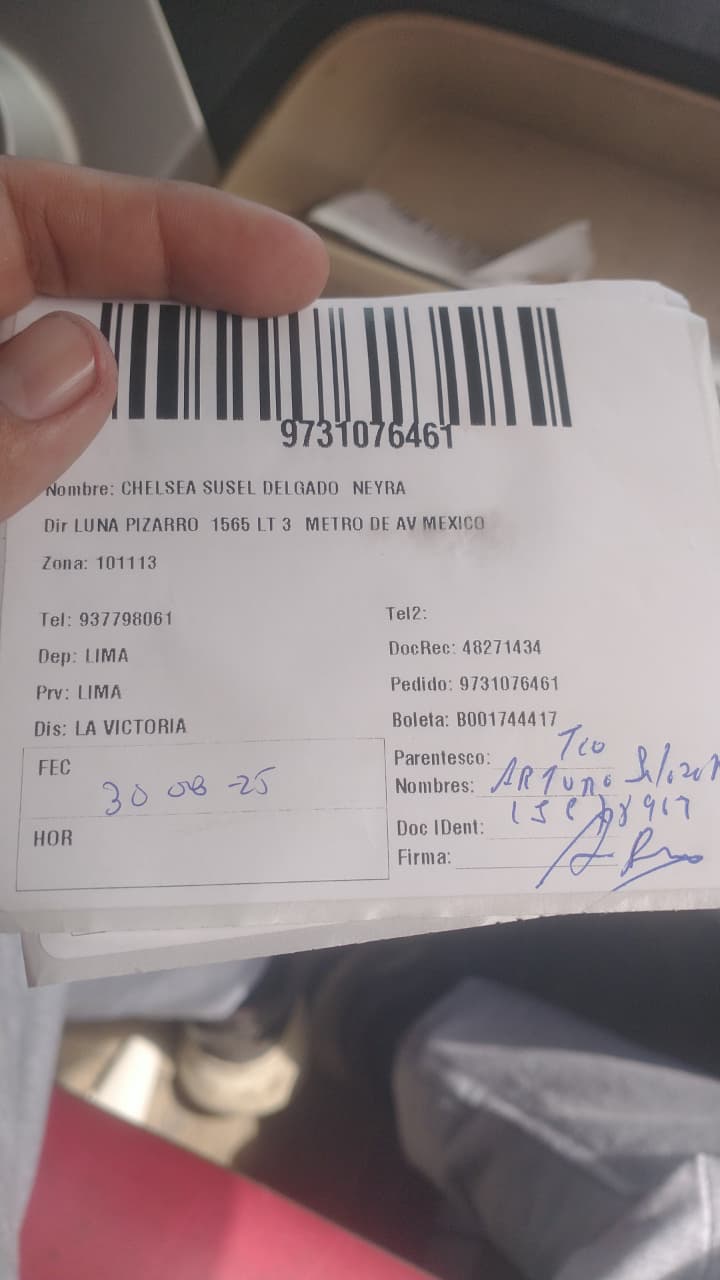 9731076461
Nombre: CHELSEA SUSEL DELGADO NEYRA
Dir LUNA PIZARRO 1565 LT 3 METRO DE AV MEXICO
Zona: 101113
Tel: 937798061
Tel2:
Dep: LIMA
DocRec: 48271434
Prv: LIMA
Pedido: 9731076461
Dis: LA VICTORIA
Boleta: B001744417
FEC 30 08 -25
HOR
Parentesco: Tio
Nombres: ARTURO
Doc IDent:
Firma: